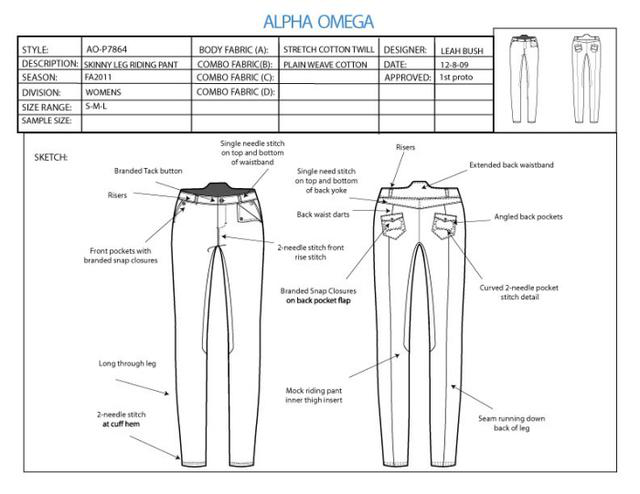 ALPHA OMEGA
STYLE: AO-P7864 BODY FABRIC (A): STRETCH COTTON TWILL DESIGNER: LEAH BUSH
DESCRIPTION: SKINNY LEG RIDING PANT COMBO FABRIC(B): PLAIN WEAVE COTTON DATE: 12-8-09
SEASON: FA2011 COMBO FABRIC (C): APPROVED: 1st proto
DIVISION: WOMENS COMBO FABRIC (D):
SIZE RANGE: S-M-L
SAMPLE SIZE:
SKETCH:
Single needle stitch
on top and bottom
of waistband
Branded Tack button
Risers
Front pockets with
branded snap closures
2-needle stitch front
rise stitch
Long through leg
2-needle stitch
at cuff hem
Risers
Extended back waistband
Single need stitch
on top and bottom
of back yoke
Back waist darts
Angled back pockets
Branded Snap Closures
on back pocket flap
Curved 2-needle pocket
stitch detail
Mock riding pant
inner thigh insert
Seam running down
back of leg